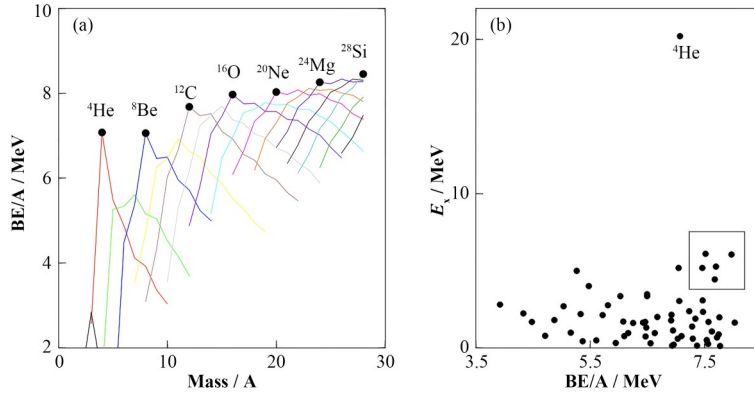 (a)
⁴He
⁸Be
¹²C
¹⁶O
²⁰Ne
²⁴Mg
²⁸Si
10
8
6
4
2
0
10
20
Mass / A
BE/A / MeV
(b)
⁴He
20
10
0
3.5
5.5
7.5
BE/A / MeV
Eₓ / MeV